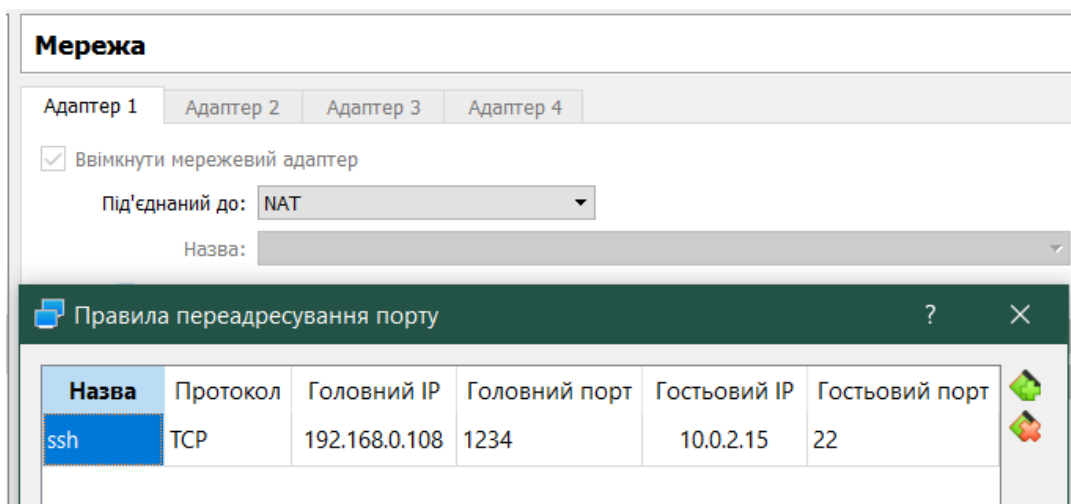 Мережа
Адаптер 1 Адаптер 2 Адаптер 3 Адаптер 4
Ввімкнути мережевий адаптер
Під'єднаний до: NAT
Назва:
Правила переадресування порту ?
Назва Протокол Головний IP Головний порт Гостьовий IP Гостьовий порт
ssh TCP 192.168.0.108 1234 10.0.2.15 22